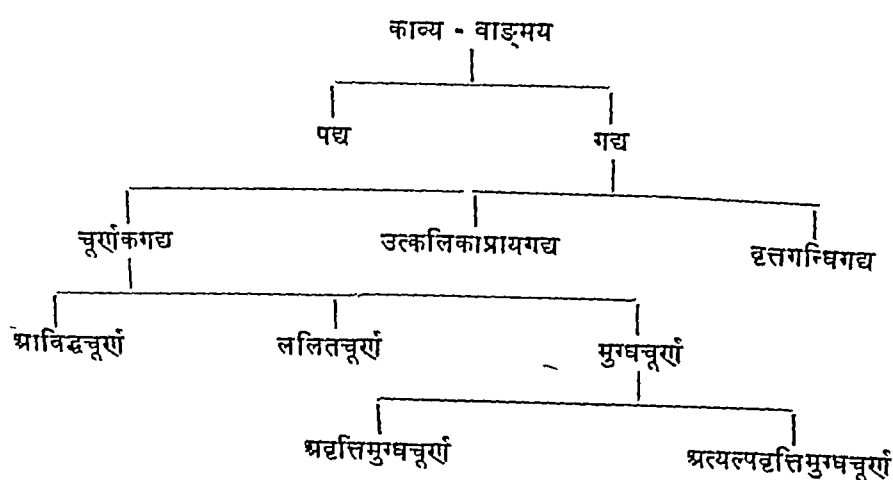 काव्य - वाङ्मय
पद्य गद्य
चूर्णकगद्य उत्कलिकाप्रायगद्य वृत्तगन्धिगद्य
आविद्धचूर्ण ललितचूर्ण मुग्धचूर्ण
अवृत्तिमुग्धचूर्ण अत्यल्पवृत्तिमुग्धचूर्ण